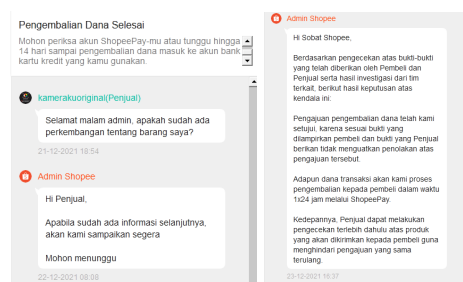 Pengembalian Dana Selesai
Mohon periksa akun ShopeePay-mu atau tunggu hingga
14 hari sampai pengembalian dana masuk ke akun bank
kartu kredit yang kamu gunakan.
kamerakuoriginal(Penjual)
Selamat malam admin, apakah sudah ada
perkembangan tentang barang saya?
21-12-2021 18:54
Admin Shopee
Hi Penjual,
Apabila sudah ada informasi selanjutnya,
akan kami sampaikan segera
Mohon menunggu
22-12-2021 08:08
Admin Shopee
Hi Sobat Shopee,
Berdasarkan pengecekan atas bukti-bukti
yang telah diberikan oleh Pembeli dan
Penjual serta hasil investigasi dari tim
terkait, berikut hasil keputusan atas
kendala ini:
Pengajuan pengembalian dana telah kami
setujui, karena sesuai bukti yang
dilampirkan pembeli dan bukti yang Penjual
berikan tidak menguatkan penolakan atas
pengajuan tersebut.
Adapun dana transaksi akan kami proses
pengembalian kepada pembeli dalam waktu
1x24 jam melalui ShopeePay.
Kedepannya, Penjual dapat melakukan
pengecekan terlebih dahulu atas produk
yang akan dikirimkan kepada pembeli guna
menghindari pengajuan yang sama
terulang.
23-12-2021 16:37